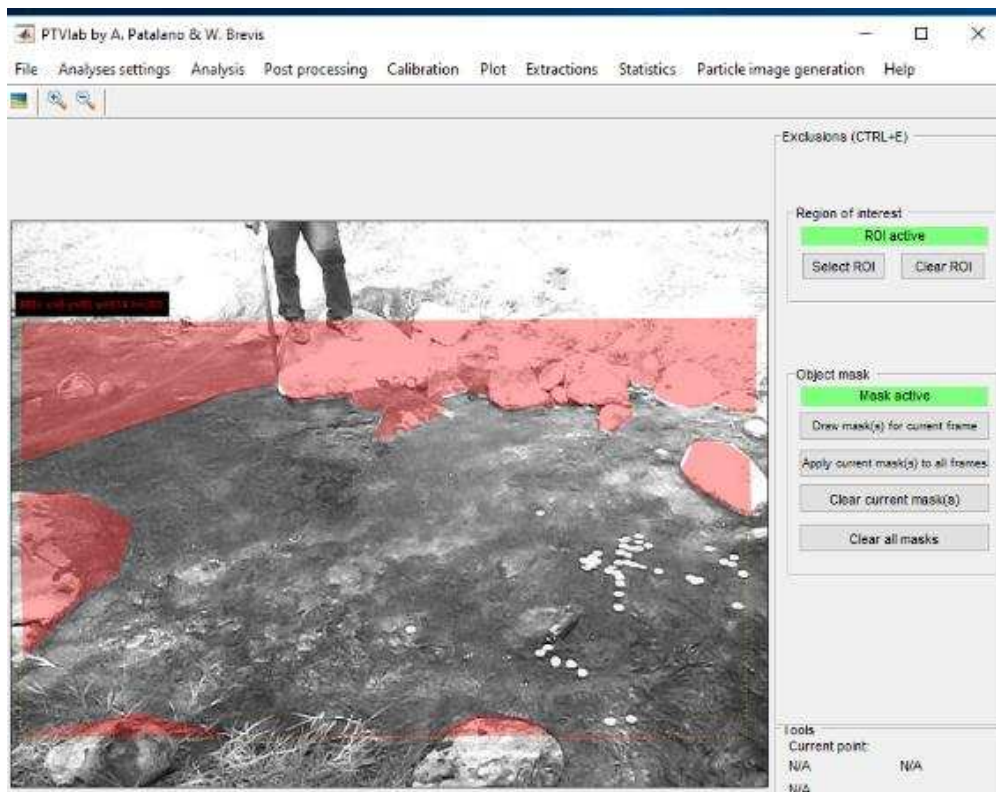 PTVlab by A. Patalano & W. Brevis
File Analyses settings Analysis Post processing Calibration Plot Extractions Statistics Particle image generation Help
Exclusions (CTRL+E)
Region of interest
ROI active
Select ROI Clear ROI
Object mask
Mask active
Draw mask(s) for current frame
Apply current mask(s) to all frames
Clear current mask(s)
Clear all masks
Tools
Current point:
N/A N/A
N/A